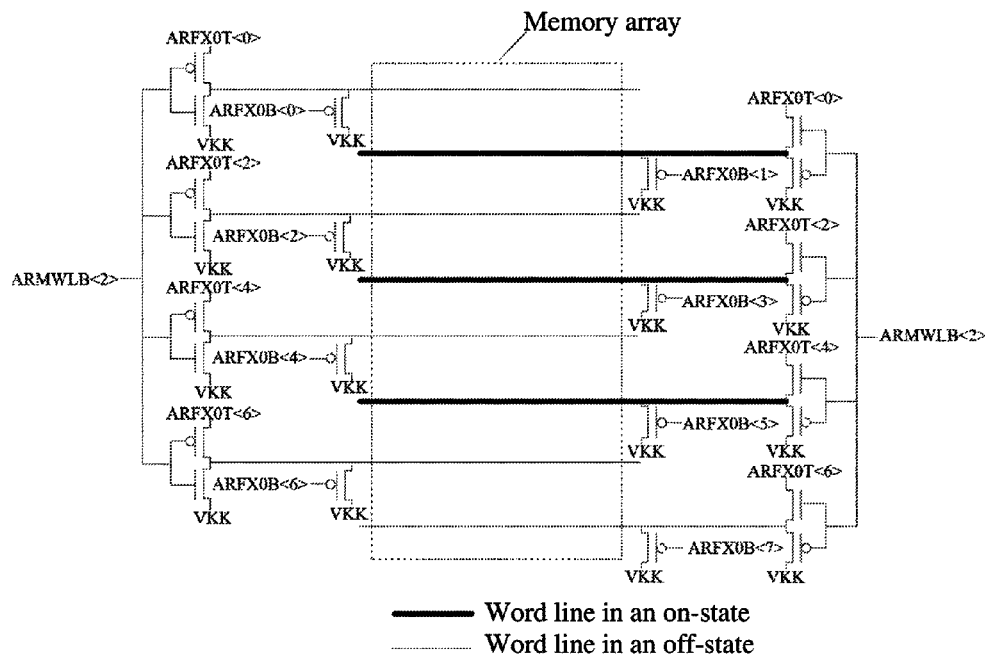 Memory array
ARFX0T<0>
ARFX0B<0>
VKK
VKK
ARFX0T<0>
ARFX0B<1>
VKK
VKK
ARFX0T<2>
ARFX0B<2>
VKK
VKK
ARFX0T<2>
ARFX0B<3>
VKK
VKK
ARMWLB<2>
ARFX0T<4>
ARFX0B<4>
VKK
VKK
ARMWLB<2>
ARFX0T<4>
ARFX0B<5>
VKK
VKK
ARFX0T<6>
ARFX0B<6>
VKK
VKK
ARFX0T<6>
ARFX0B<7>
VKK
VKK
Word line in an on-state
Word line in an off-state